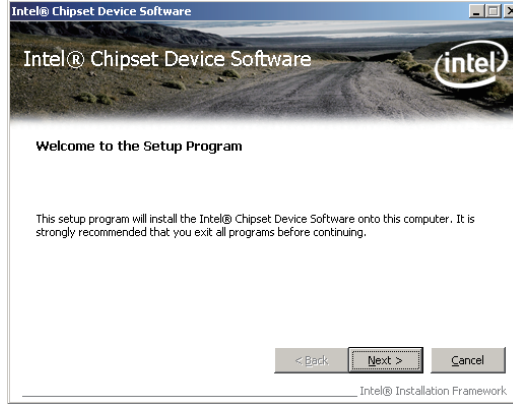 Intel® Chipset Device Software
Intel® Chipset Device Software
intel
Welcome to the Setup Program
This setup program will install the Intel® Chipset Device Software onto this computer. It is
strongly recommended that you exit all programs before continuing.
< Back
Next >
Cancel
Intel® Installation Framework